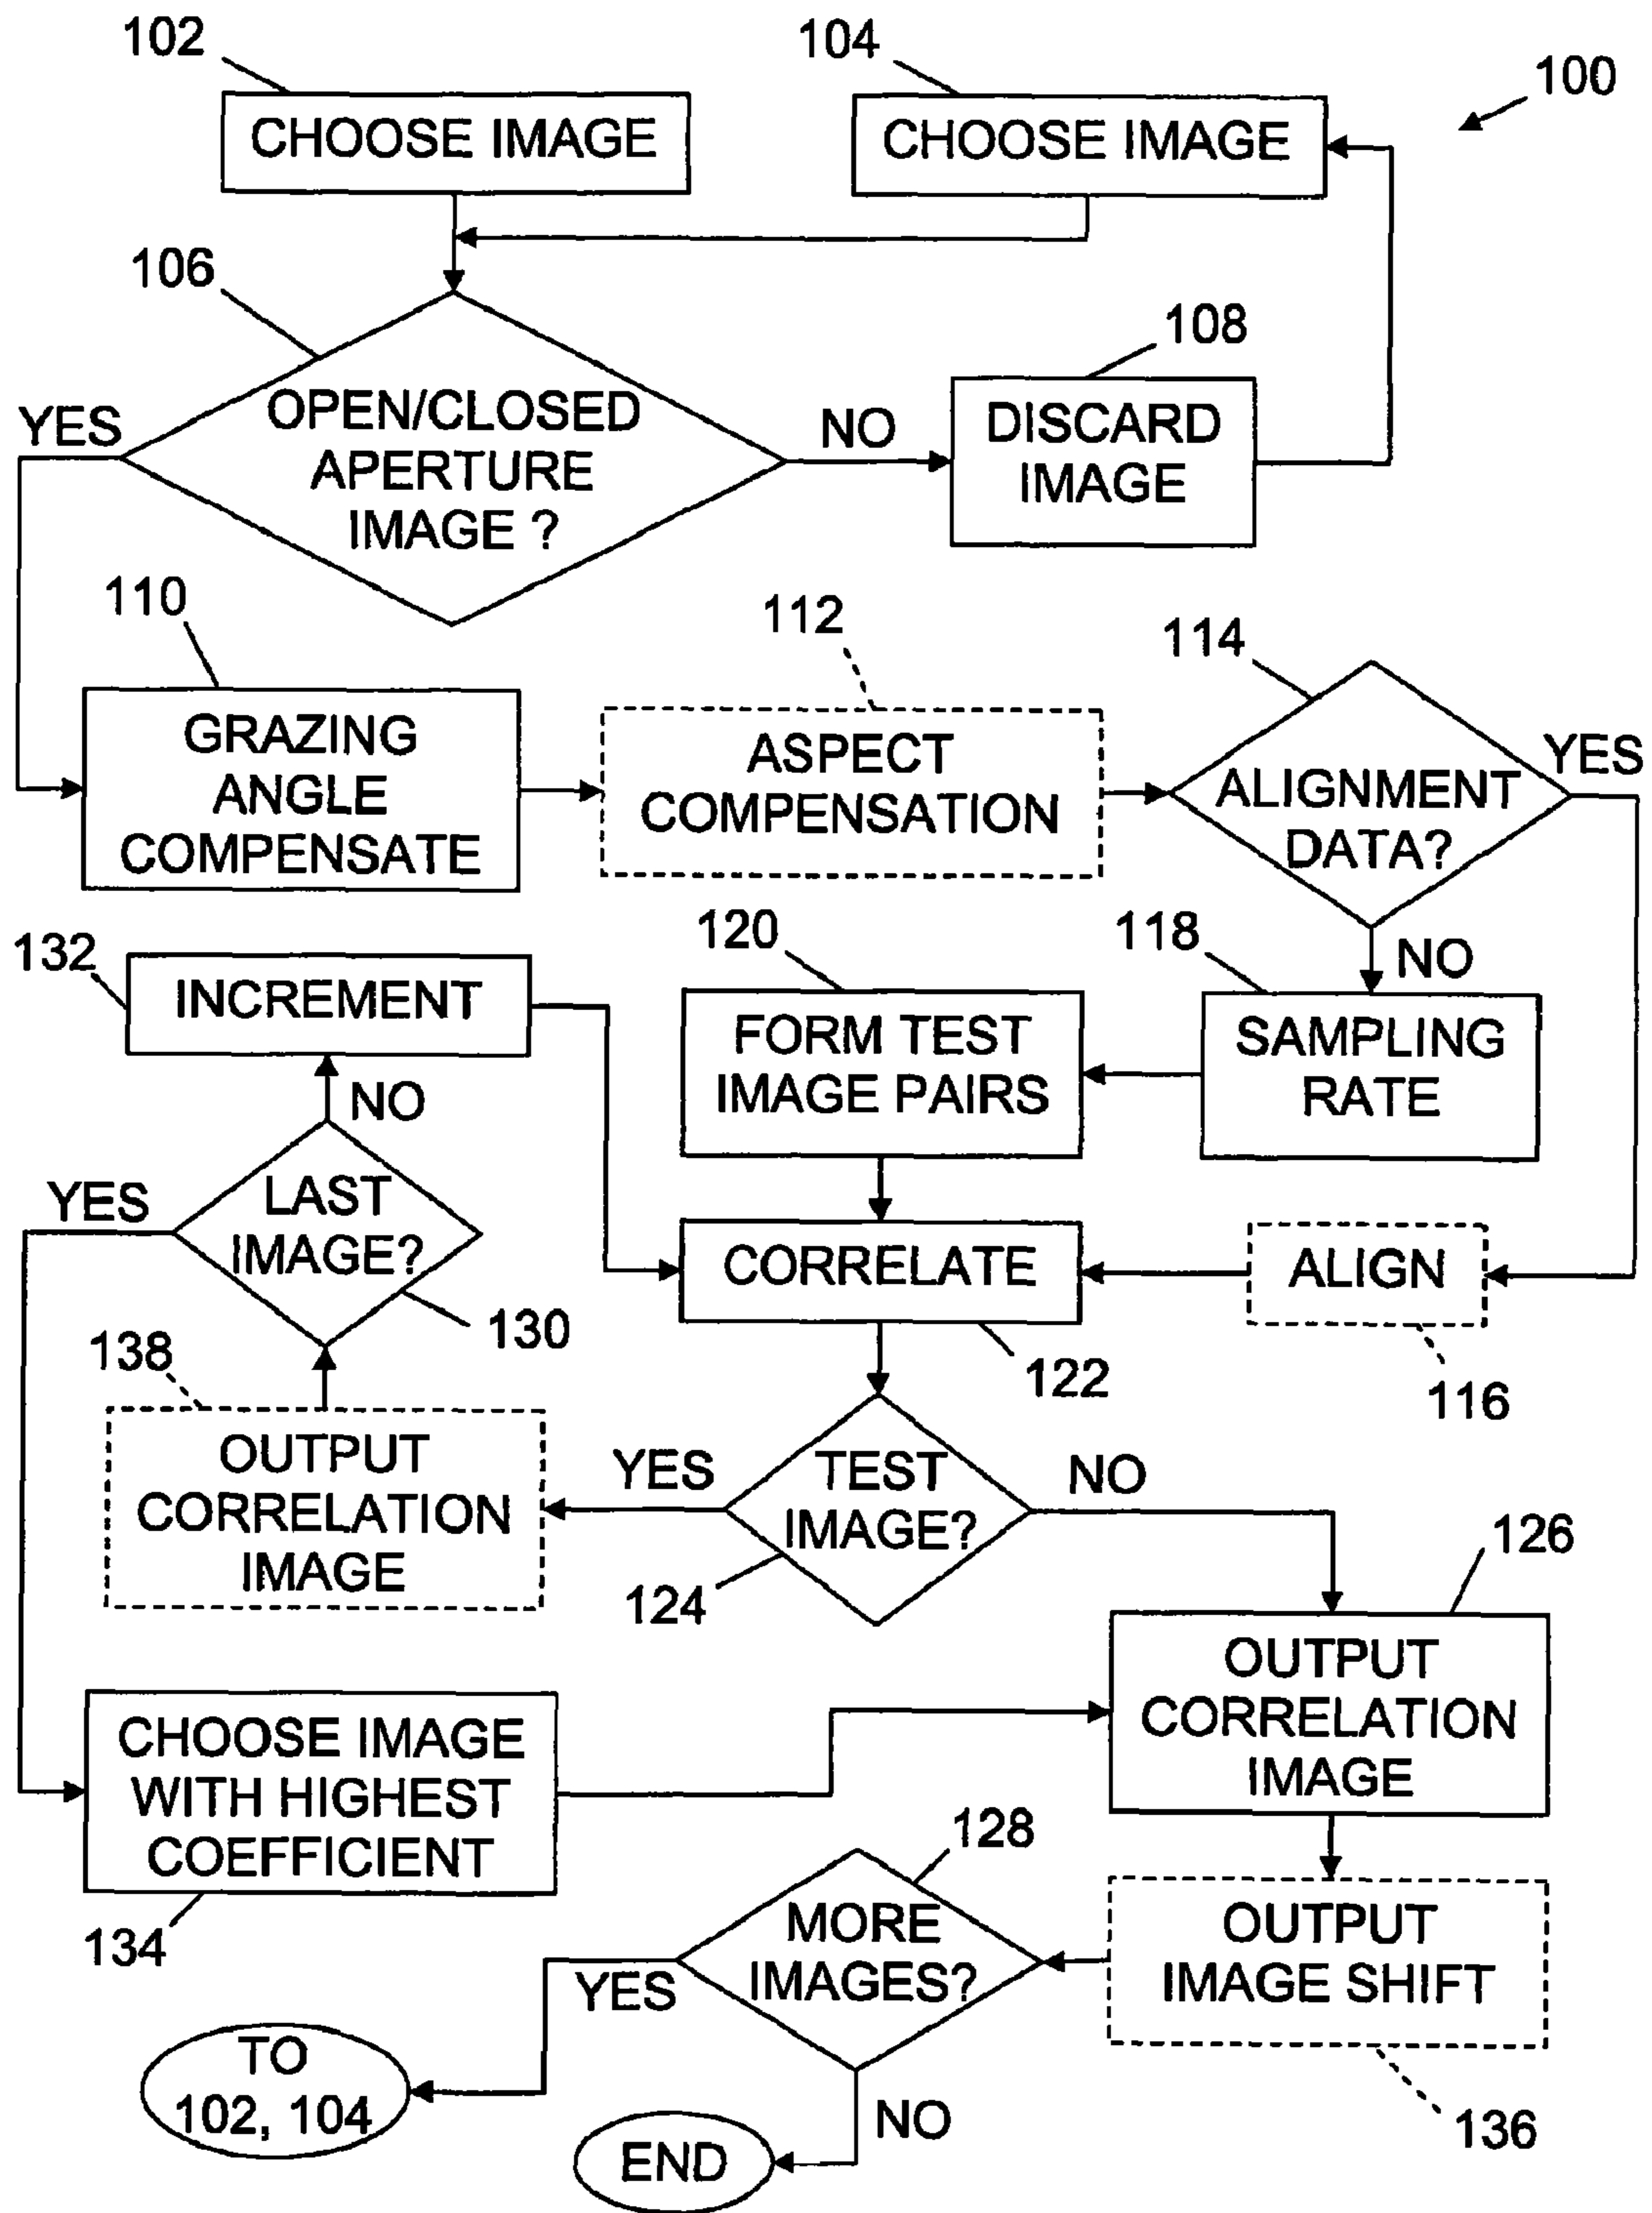 102
104
100
CHOOSE IMAGE
CHOOSE IMAGE
106
108
YES
OPEN/CLOSED
APERTURE
IMAGE ?
NO
DISCARD
IMAGE
110
112
114
GRAZING
ANGLE
COMPENSATE
ASPECT
COMPENSATION
ALIGNMENT
DATA?
YES
NO
132
INCREMENT
120
118
FORM TEST
IMAGE PAIRS
SAMPLING
RATE
NO
YES
LAST
IMAGE?
130
CORRELATE
122
ALIGN
116
138
OUTPUT
CORRELATION
IMAGE
YES
TEST
IMAGE?
NO
124
126
OUTPUT
CORRELATION
IMAGE
CHOOSE IMAGE
WITH HIGHEST
COEFFICIENT
134
128
MORE
IMAGES?
YES
OUTPUT
IMAGE SHIFT
136
TO
102, 104
NO
END